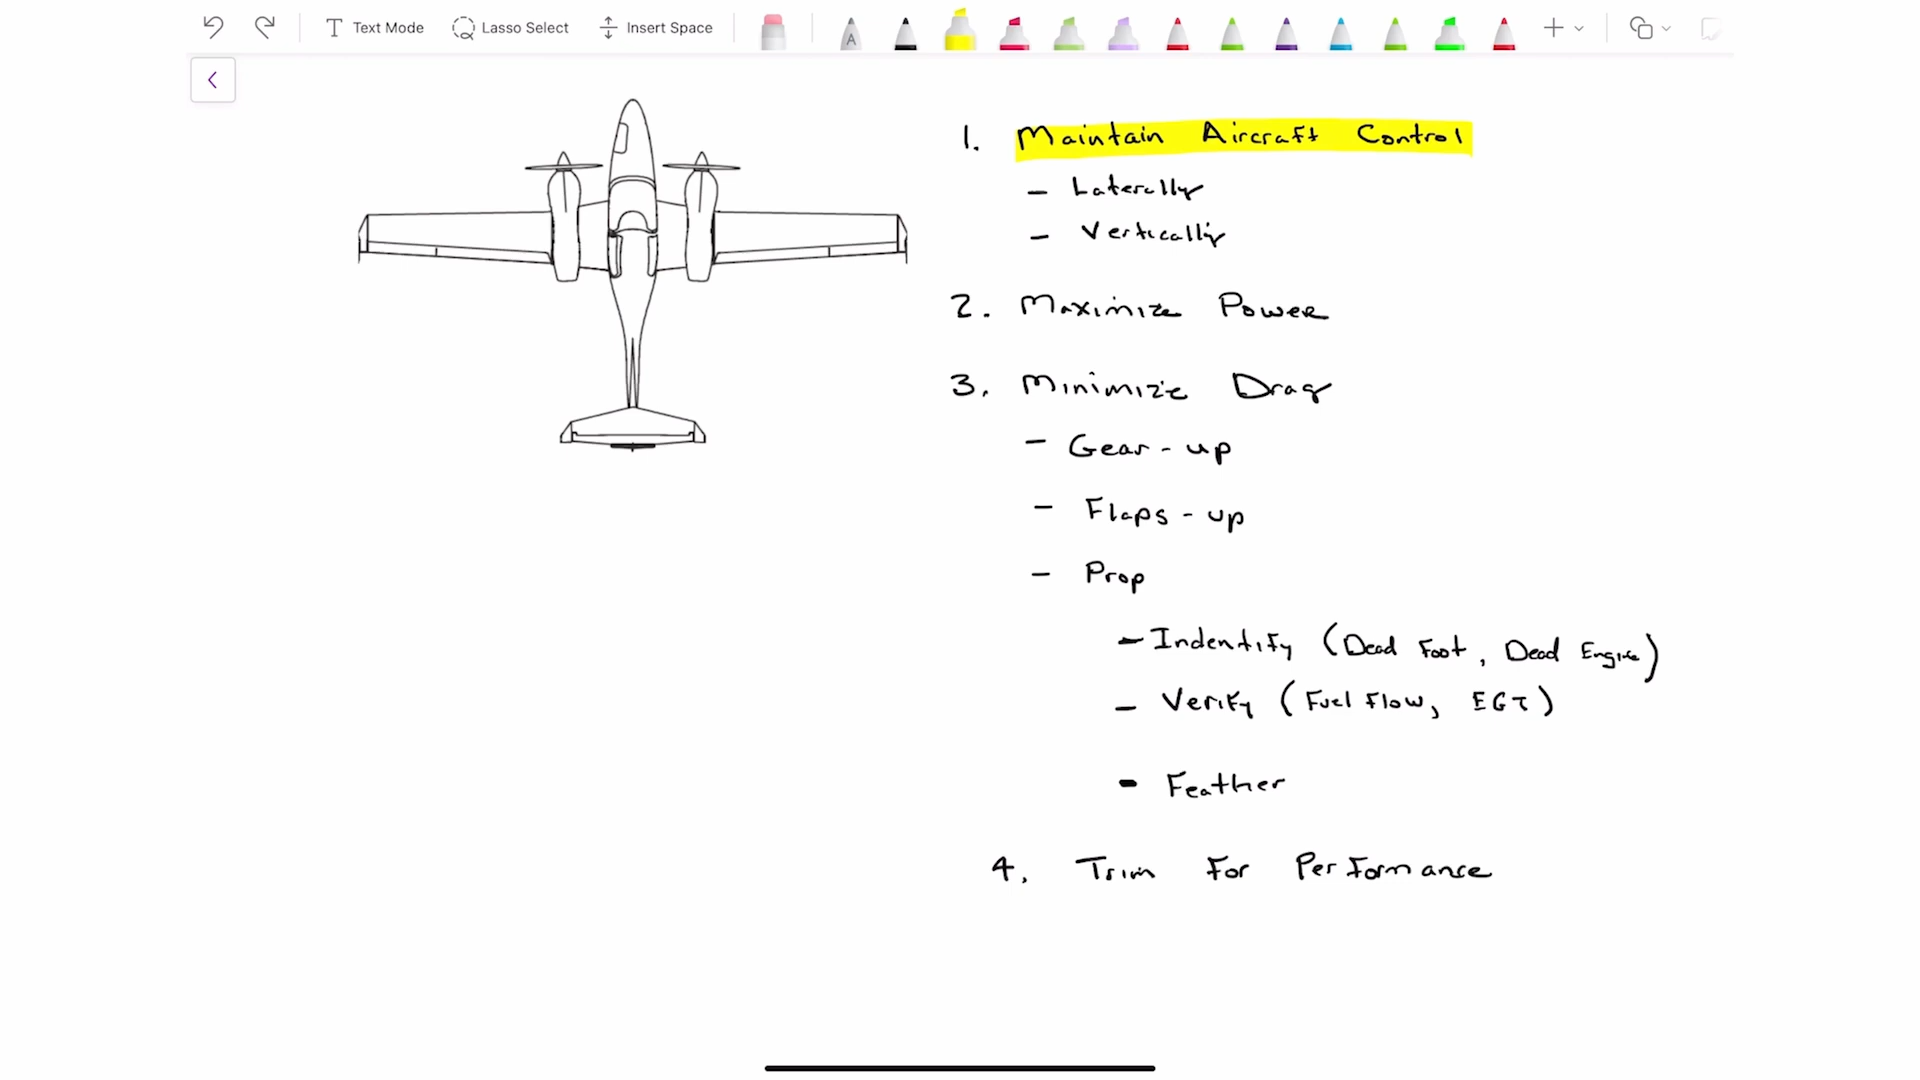 Text Mode
Lasso Select
Insert Space
A
1. Maintain Aircraft Control
- Laterally
- Vertically
2. Maximize Power
3. Minimize Drag
- Gear - up
- Flaps - up
- Prop
- Indentify (Dead Foot, Dead Engine)
- Verify (Fuel Flow, EGT)
- Feather
4. Trim For Performance